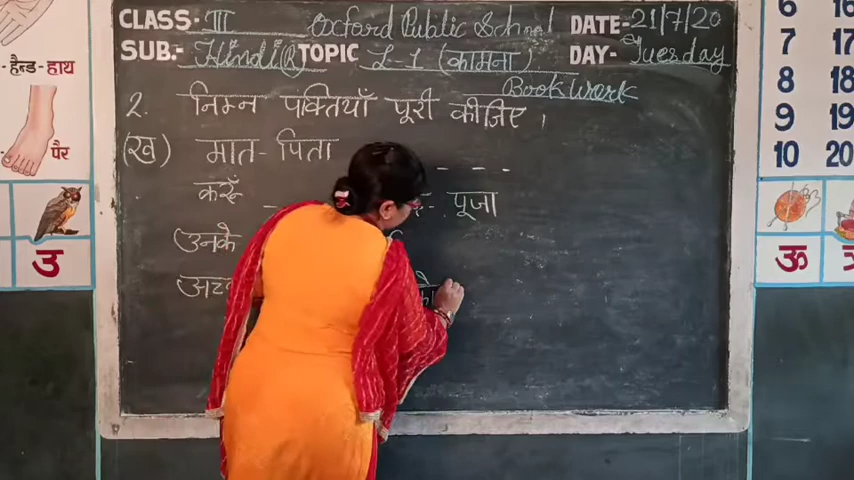 CLASS:- III Oxford Public School DATE:- 21/7/20
SUB:- Hindi(R) TOPIC L-1 (कामना) DAY:- Tuesday
Book Work
2. निम्न पंक्तियाँ पूरी कीजिए ।
(ख) मात- पिता - - -
करूँ - पूजा
उनके
6
7
8
9
10
16
17
18
19
20
हैन्ड- हाथ
पैर
उ
ऊ